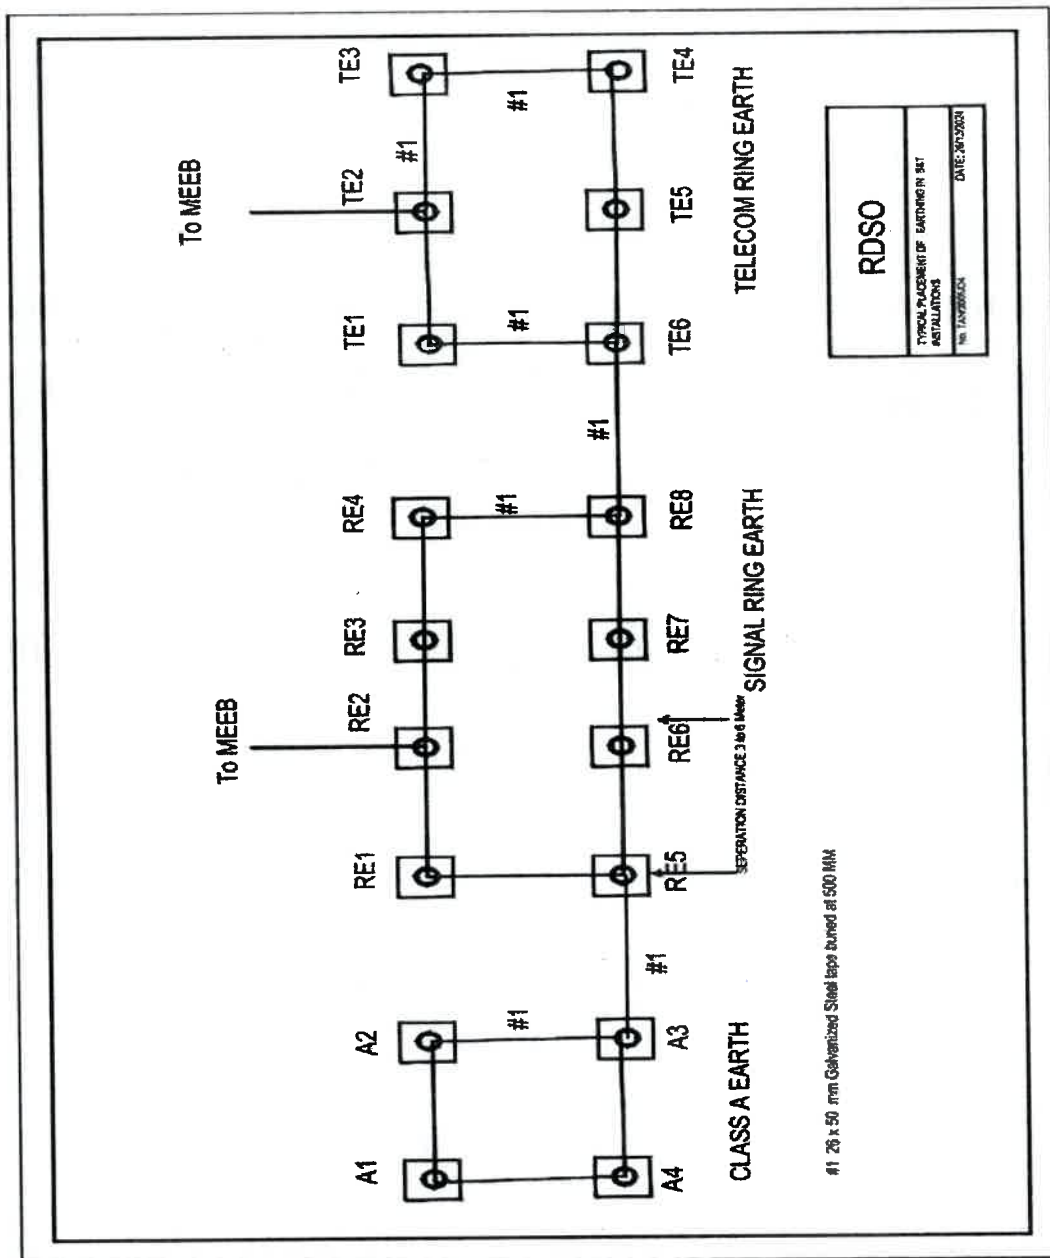 To MEEB
To MEEB
A1
A2
RE1
RE2
RE3
RE4
TE1
TE2
TE3
#1
#1
#1
#1
#1
A4
A3
#1
RE5
RE6
RE7
RE8
#1
TE6
TE5
TE4
SEPERATION DISTANCE 3 to 6 Meter
CLASS A EARTH
SIGNAL RING EARTH
TELECOM RING EARTH
#1 26 x 50 mm Galvanized Steel tape buried at 500 MM
RDSO
TYPICAL PLACEMENT OF EARTHING IN S&T
INSTALLATIONS
No.
DATE: